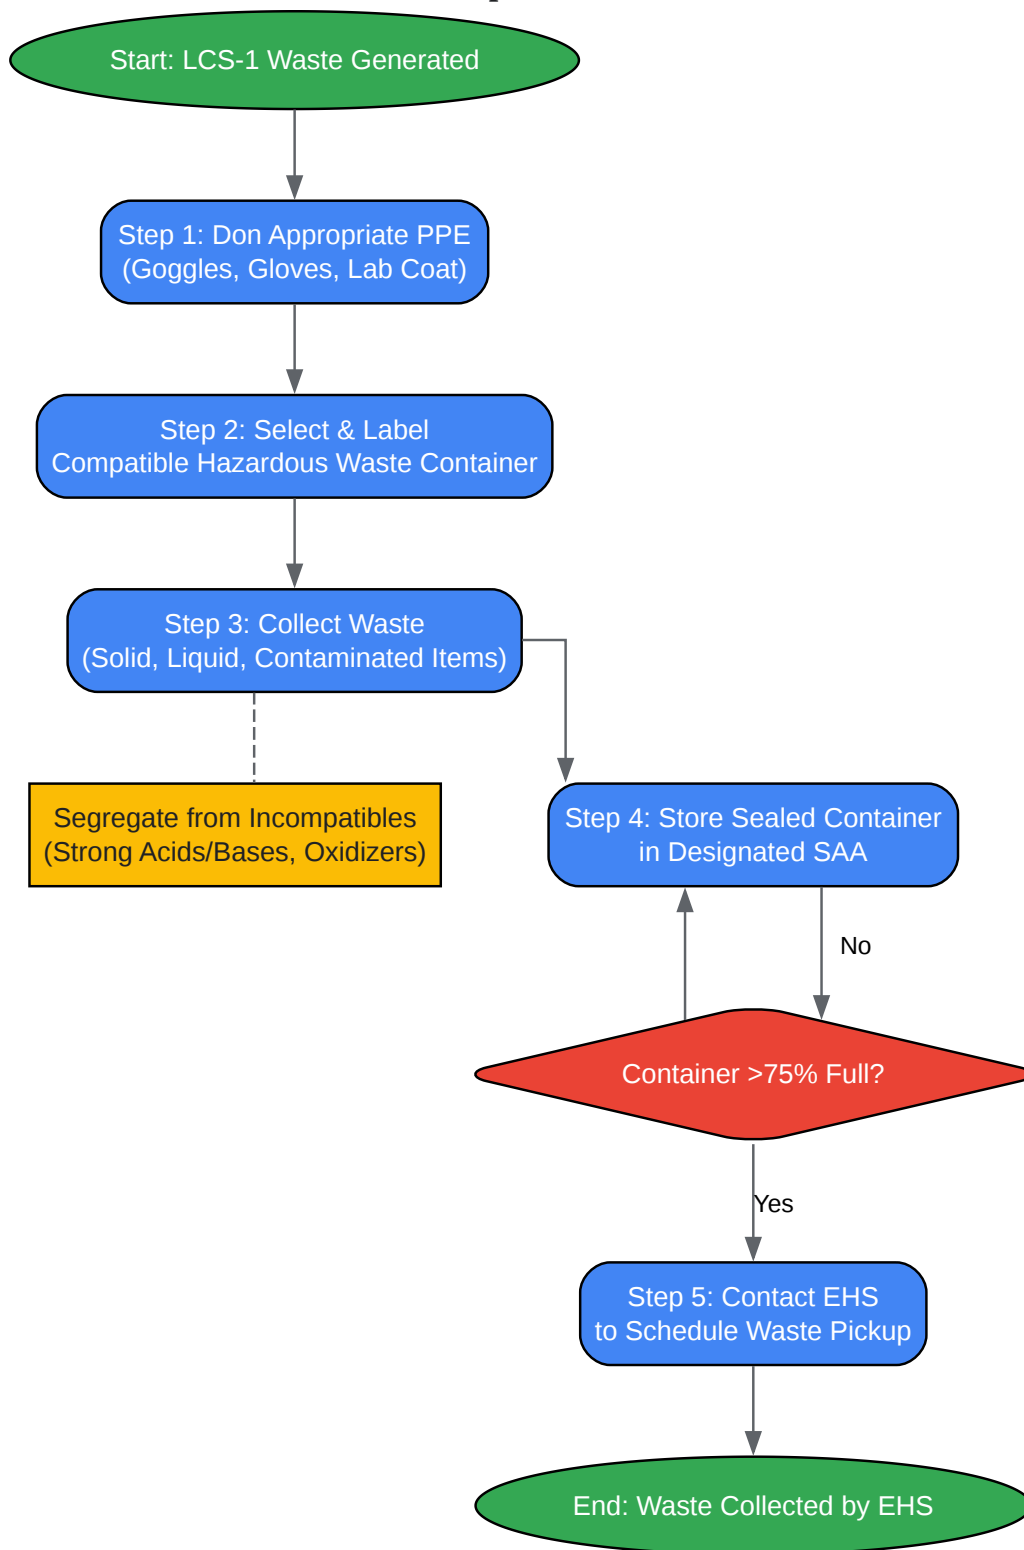 Start: LCS-1 Waste Generated
Step 1: Don Appropriate PPE
(Goggles, Gloves, Lab Coat)
Step 2: Select & Label
Compatible Hazardous Waste Container
Step 3: Collect Waste
(Solid, Liquid, Contaminated Items)
Segregate from Incompatibles
(Strong Acids/Bases, Oxidizers)
Step 4: Store Sealed Container
in Designated SAA
No
Container >75% Full?
Yes
Step 5: Contact EHS
to Schedule Waste Pickup
End: Waste Collected by EHS